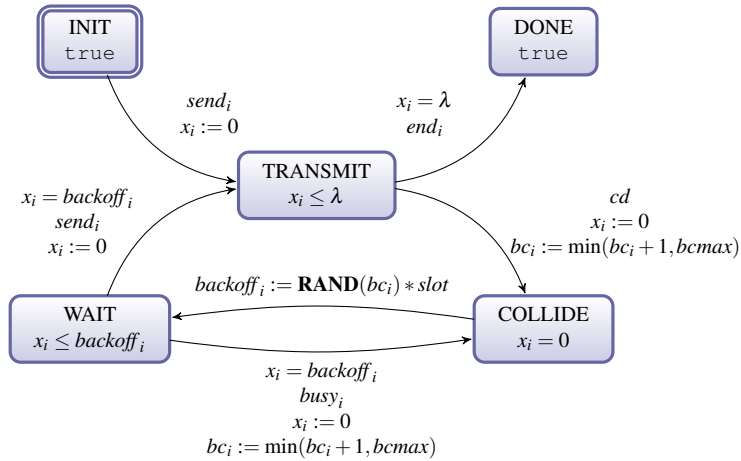 INIT
true
DONE
true
send_i
x_i := 0
x_i = λ
end_i
TRANSMIT
x_i ≤ λ
x_i = backoff_i
send_i
x_i := 0
cd
x_i := 0
bc_i := min(bc_i + 1, bcmax)
backoff_i := RAND(bc_i) * slot
WAIT
x_i ≤ backoff_i
COLLIDE
x_i = 0
x_i = backoff_i
busy_i
x_i := 0
bc_i := min(bc_i + 1, bcmax)